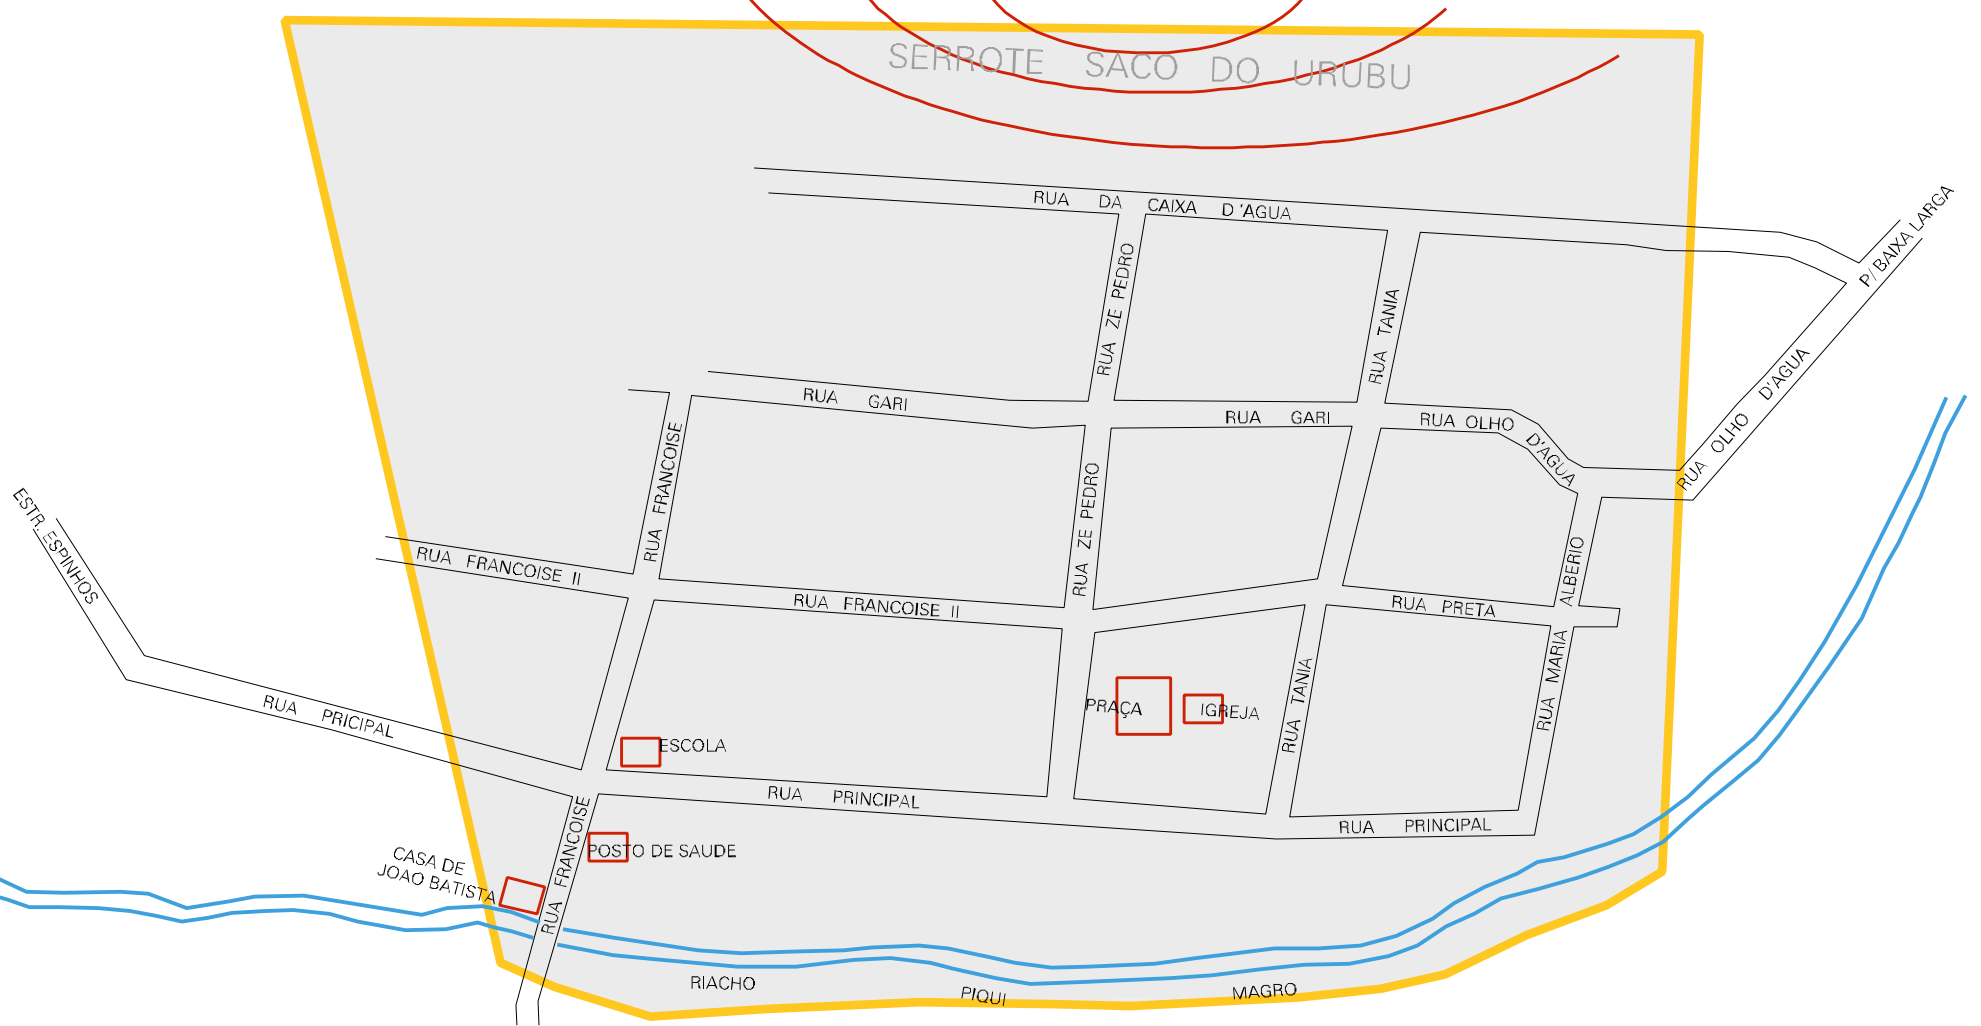 SERROTE SACO DO URUBU
RUA DA CAIXA D'AGUA
P/ BAIXA LARGA
RUA ZE PEDRO
RUA TANIA
RUA OLHO D'AGUA
RUA GARI
RUA GARI
RUA OLHO D'AGUA
RUA FRANCOISE
RUA ZE PEDRO
ESTR. ESPINHOS
RUA FRANCOISE II
RUA FRANCOISE II
RUA PRETA
RUA MARIA ALBERIO
RUA TANIA
PRAÇA
IGREJA
RUA PRICIPAL
ESCOLA
RUA PRINCIPAL
RUA PRINCIPAL
RUA FRANCOISE
POSTO DE SAUDE
CASA DE
JOAO BATISTA
RIACHO PIQUI MAGRO